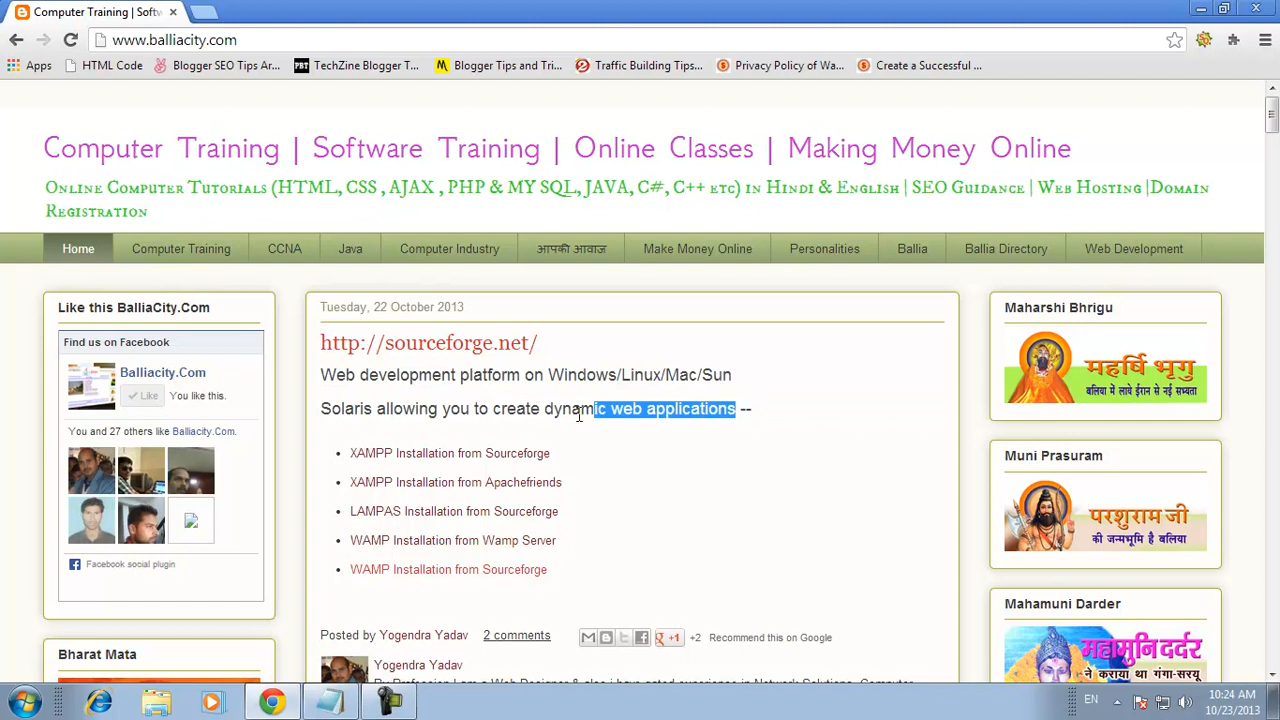 Computer Training | Softw
www.balliacity.com
Apps HTML Code Blogger SEO Tips Ar... PBT TechZine Blogger T... Blogger Tips and Tri... Traffic Building Tips... Privacy Policy of Wa... Create a Successful ...
Computer Training | Software Training | Online Classes | Making Money Online
Online Computer Tutorials (HTML, CSS , AJAX , PHP & MY SQL, JAVA, C#, C++ etc) in Hindi & English | SEO Guidance | Web Hosting |Domain
Registration
Home Computer Training CCNA Java Computer Industry आपकी आवाज Make Money Online Personalities Ballia Ballia Directory Web Development
Like this BalliaCity.Com
Find us on Facebook
Balliacity.Com
Like You like this.
You and 27 others like Balliacity.Com.
Facebook social plugin
Bharat Mata
Tuesday, 22 October 2013
http://sourceforge.net/
Web development platform on Windows/Linux/Mac/Sun
Solaris allowing you to create dynamic web applications --
• XAMPP Installation from Sourceforge
• XAMPP Installation from Apachefriends
• LAMPAS Installation from Sourceforge
• WAMP Installation from Wamp Server
• WAMP Installation from Sourceforge
Posted by Yogendra Yadav 2 comments +1 +2 Recommend this on Google
Yogendra Yadav
Maharshi Bhrigu
महर्षि भृगु
बलिया में लाये ईरान से नई सभ्यता
Muni Prasuram
परशुराम जी
की जन्मभूमि है बलिया
Mahamuni Darder
महामुनि दर्दर
EN 10:24 AM
10/23/2013